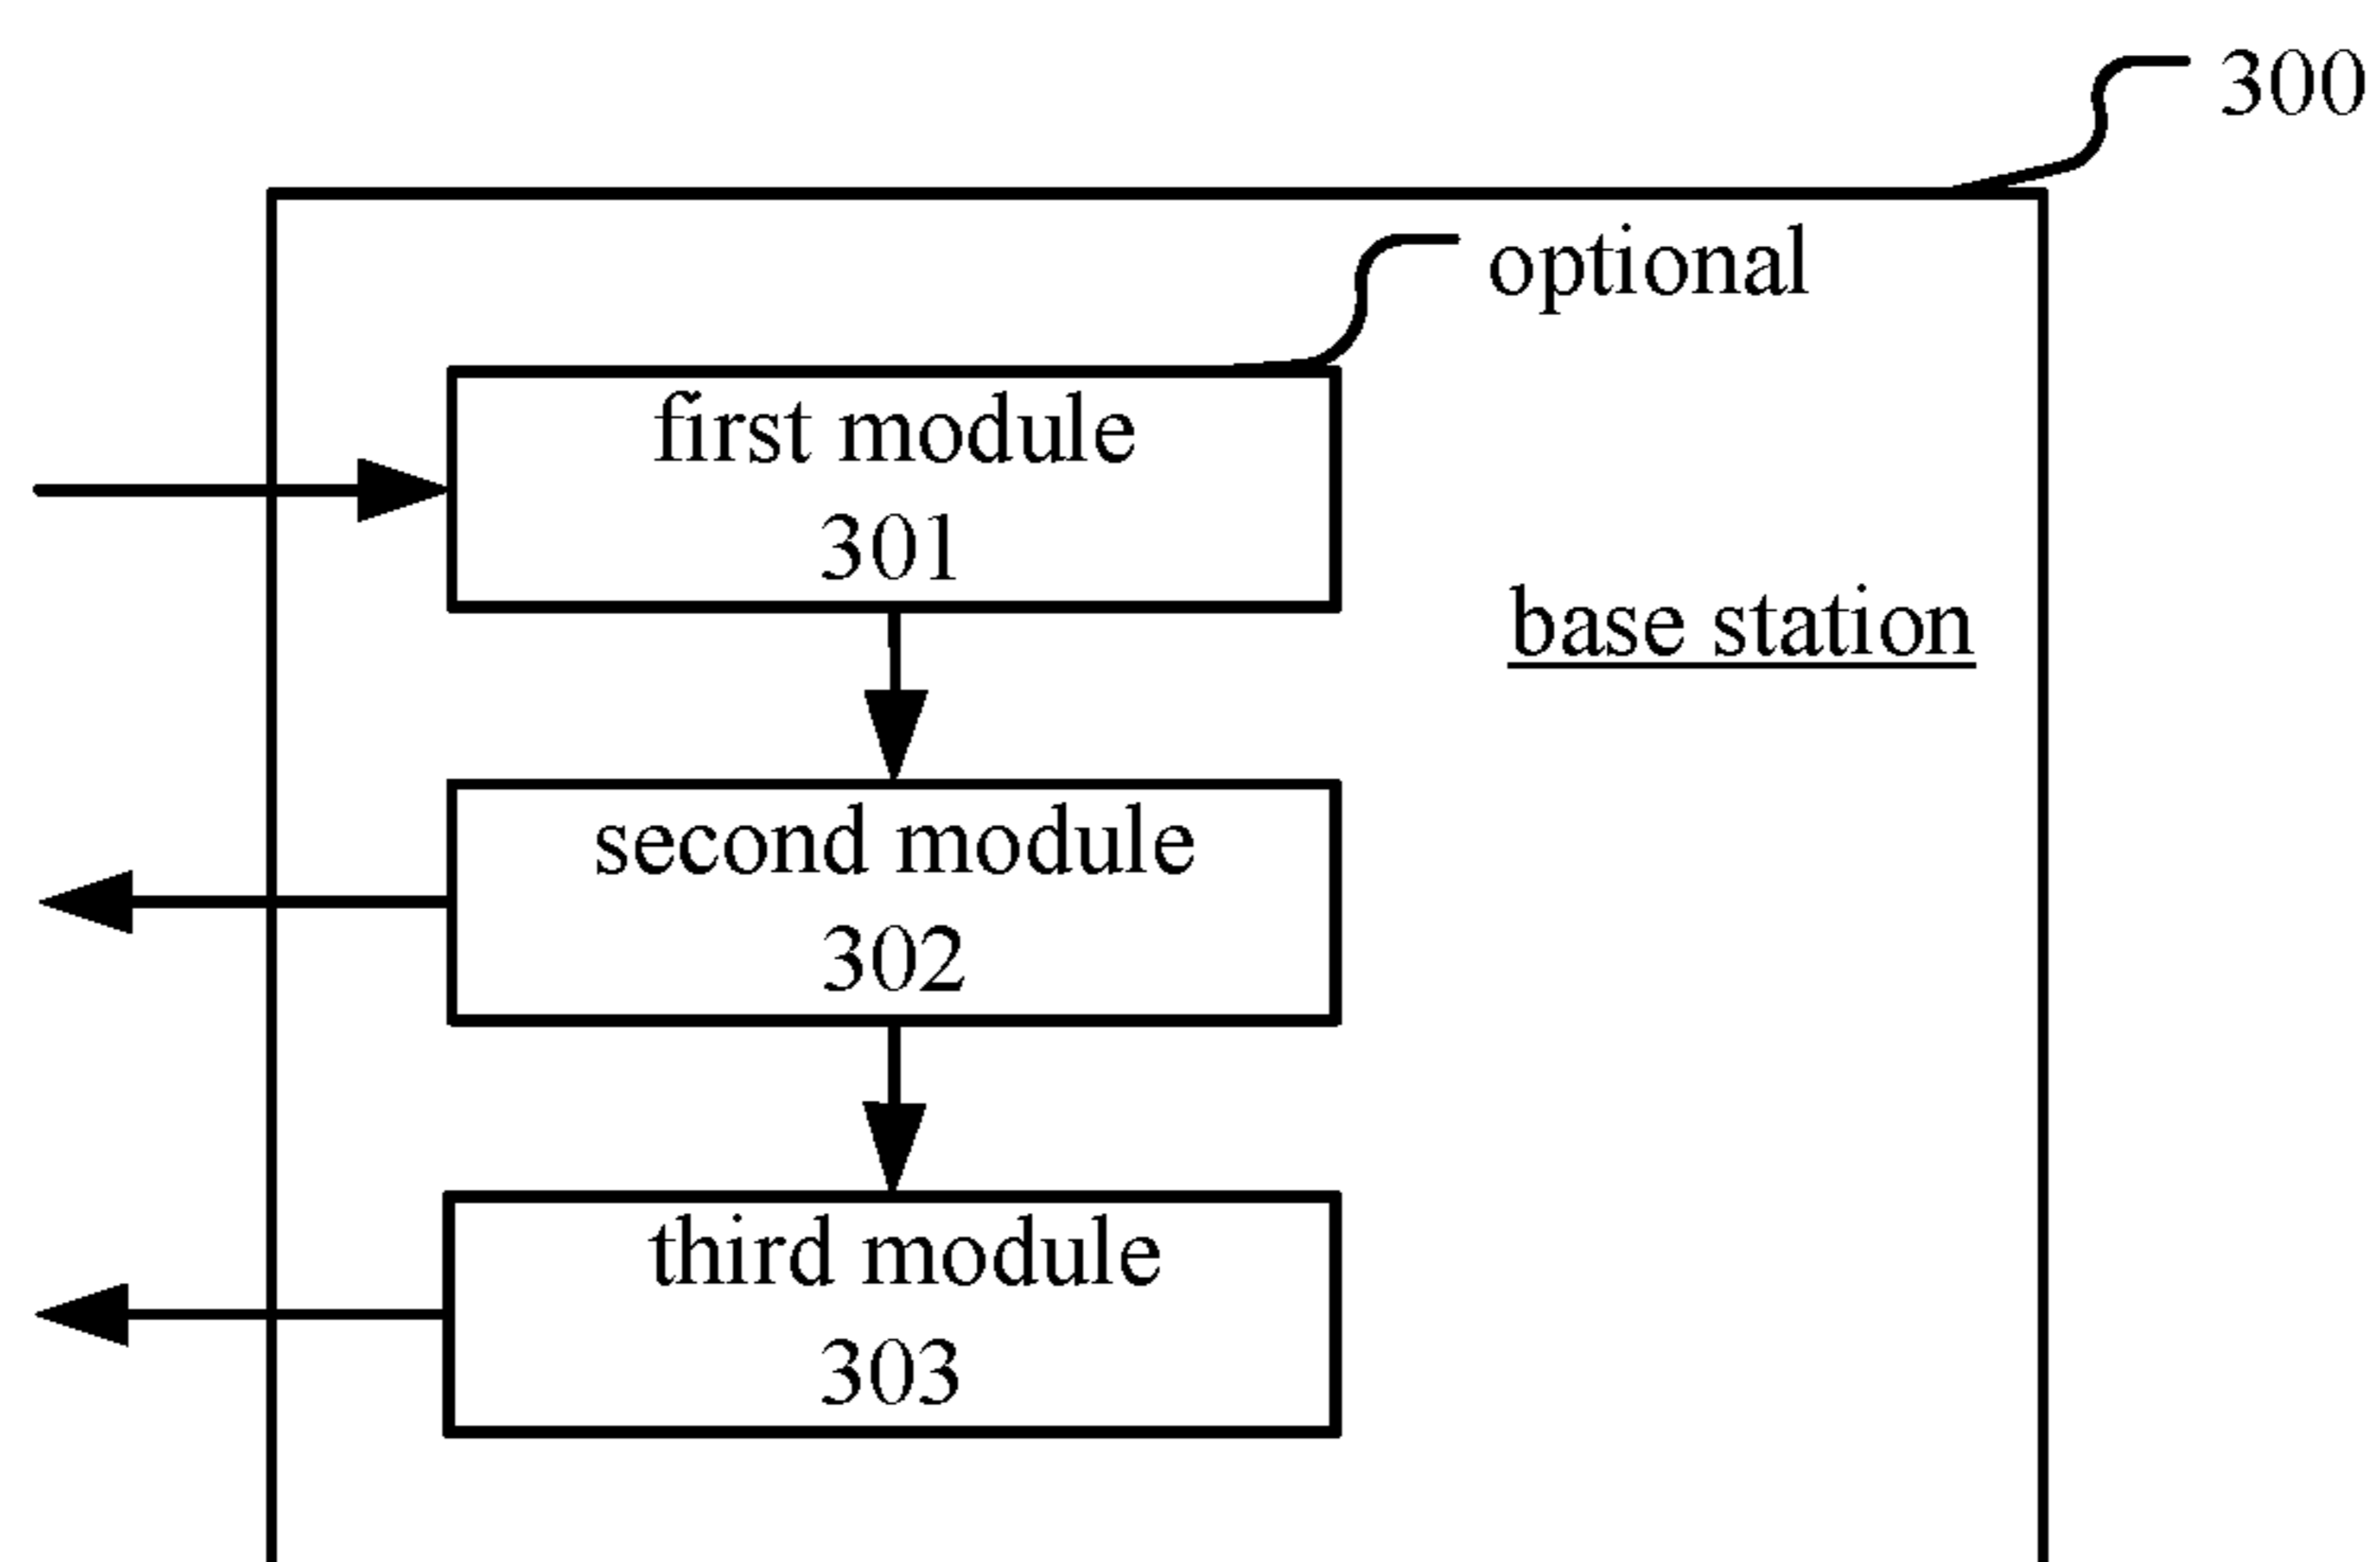 300
optional
first module
301
base station
second module
302
third module
303